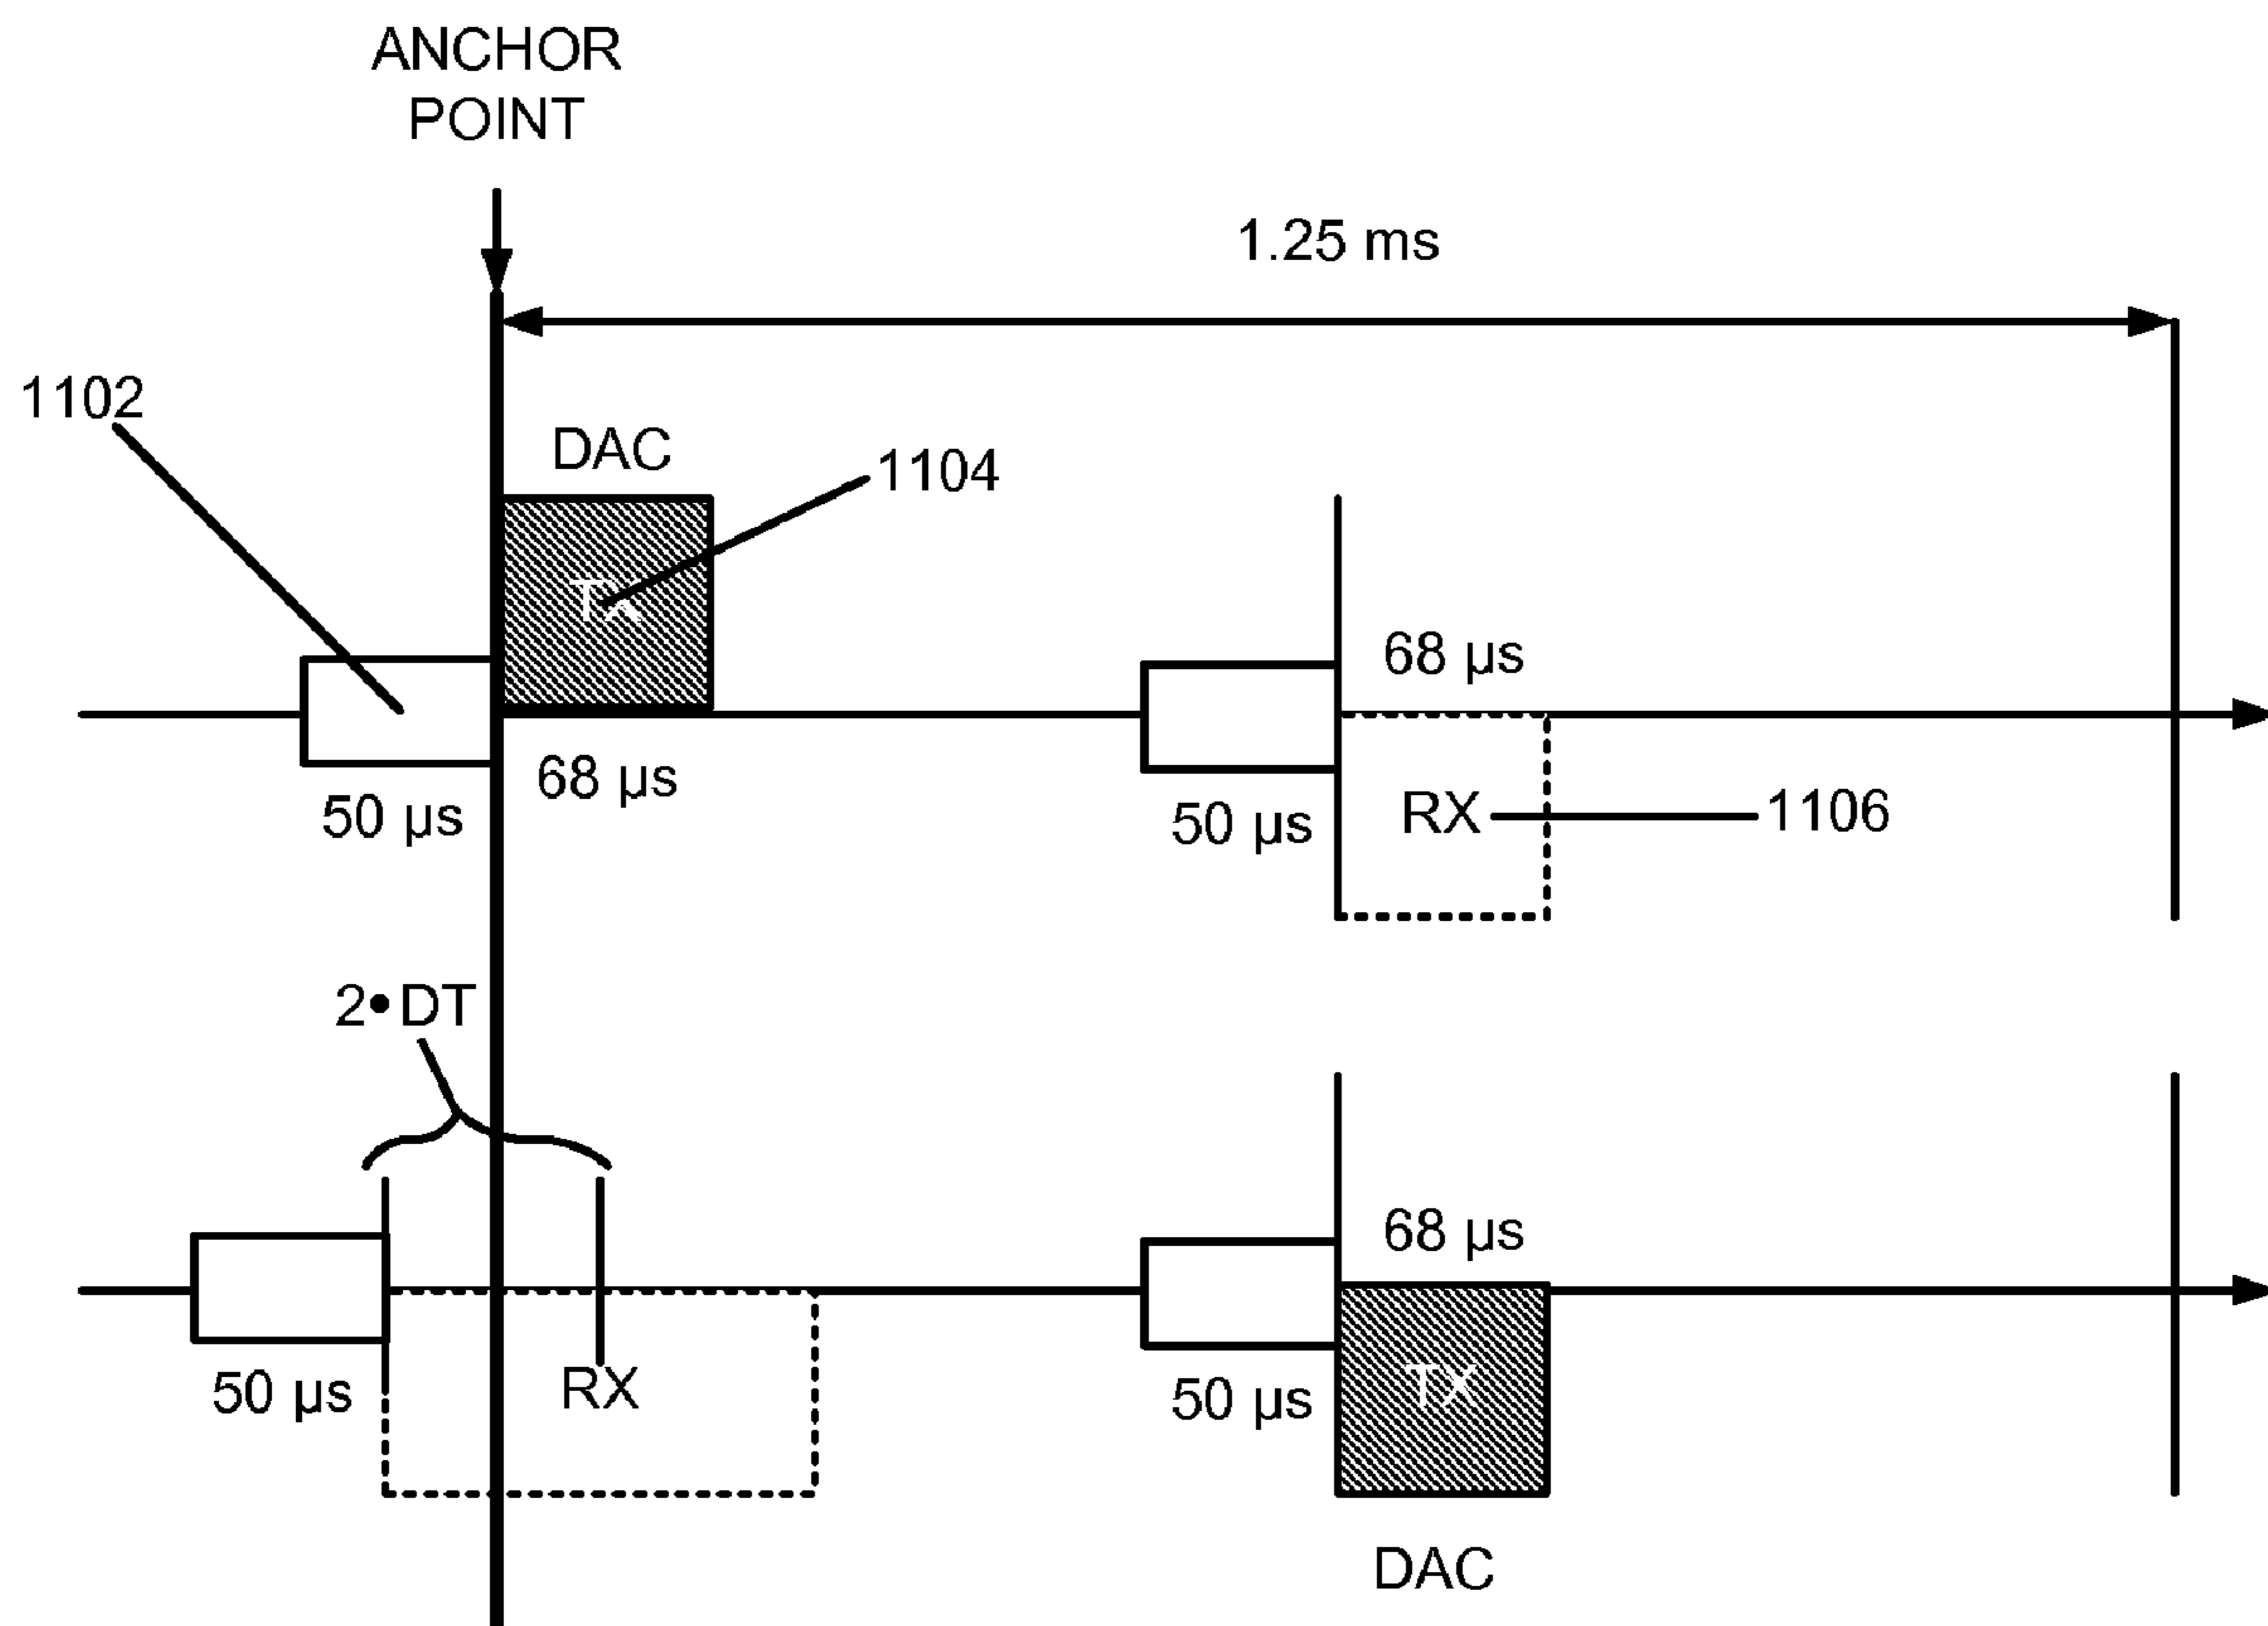 ANCHOR
POINT
1.25 ms
1102
DAC
1104
TX
68 µs
68 µs
50 µs
50 µs
RX
1106
2•DT
68 µs
50 µs
RX
50 µs
TX
DAC